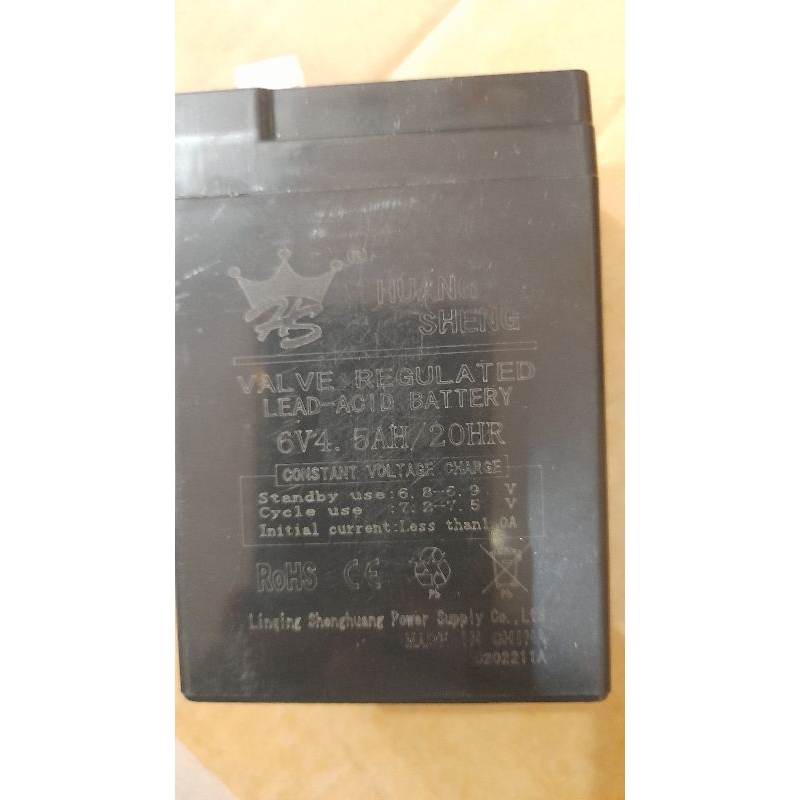 HS ®
HUANG
SHENG
VALVE REGULATED
LEAD-ACID BATTERY
6V4.5AH/20HR
CONSTANT VOLTAGE CHARGE
Standby use:6.8-6.9 V
Cycle use :7.2-7.5 V
Initial current:Less than1.0A
RoHS CE
Pb Pb
Linqing Shenghuang Power Supply Co.,Ltd
MADE IN CHINA